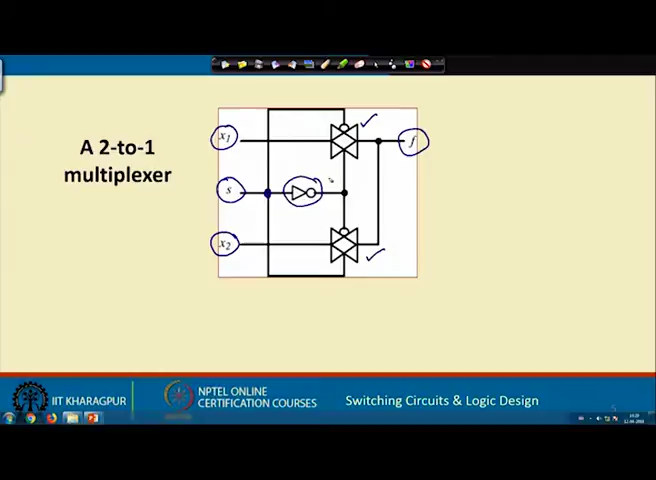 A 2-to-1
multiplexer
x1
f
s
x2
IIT KHARAGPUR
NPTEL ONLINE
CERTIFICATION COURSES
Switching Circuits & Logic Design